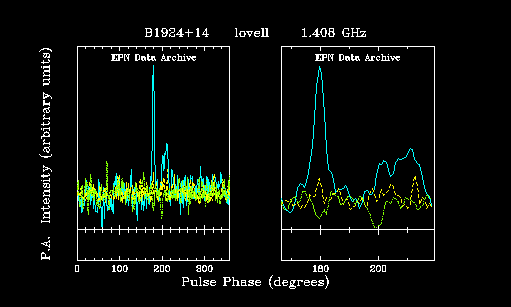 B1924+14 lovell 1.408 GHz
EPN Data Archive EPN Data Archive
P.A. Intensity (arbitrary units)
0 100 200 300 180 200
Pulse Phase (degrees)